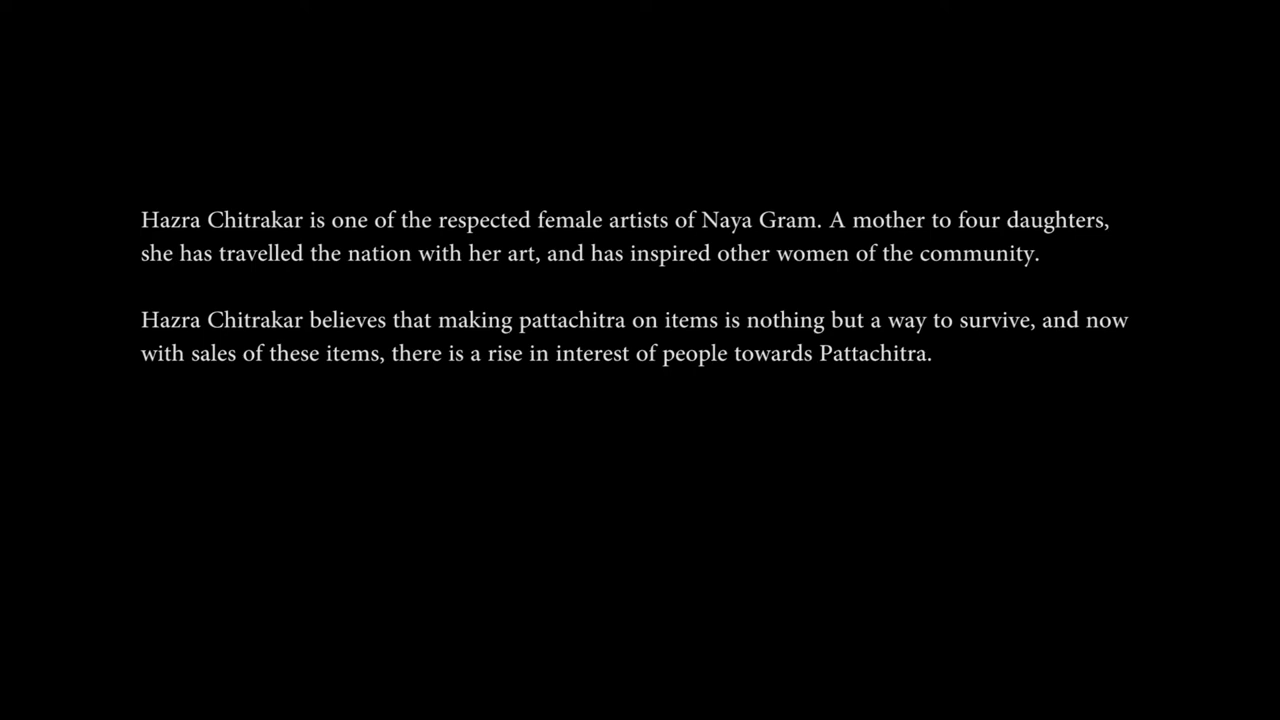 Hazra Chitrakar is one of the respected female artists of Naya Gram. A mother to four daughters,
she has travelled the nation with her art, and has inspired other women of the community.
Hazra Chitrakar believes that making pattachitra on items is nothing but a way to survive, and now
with sales of these items, there is a rise in interest of people towards Pattachitra.